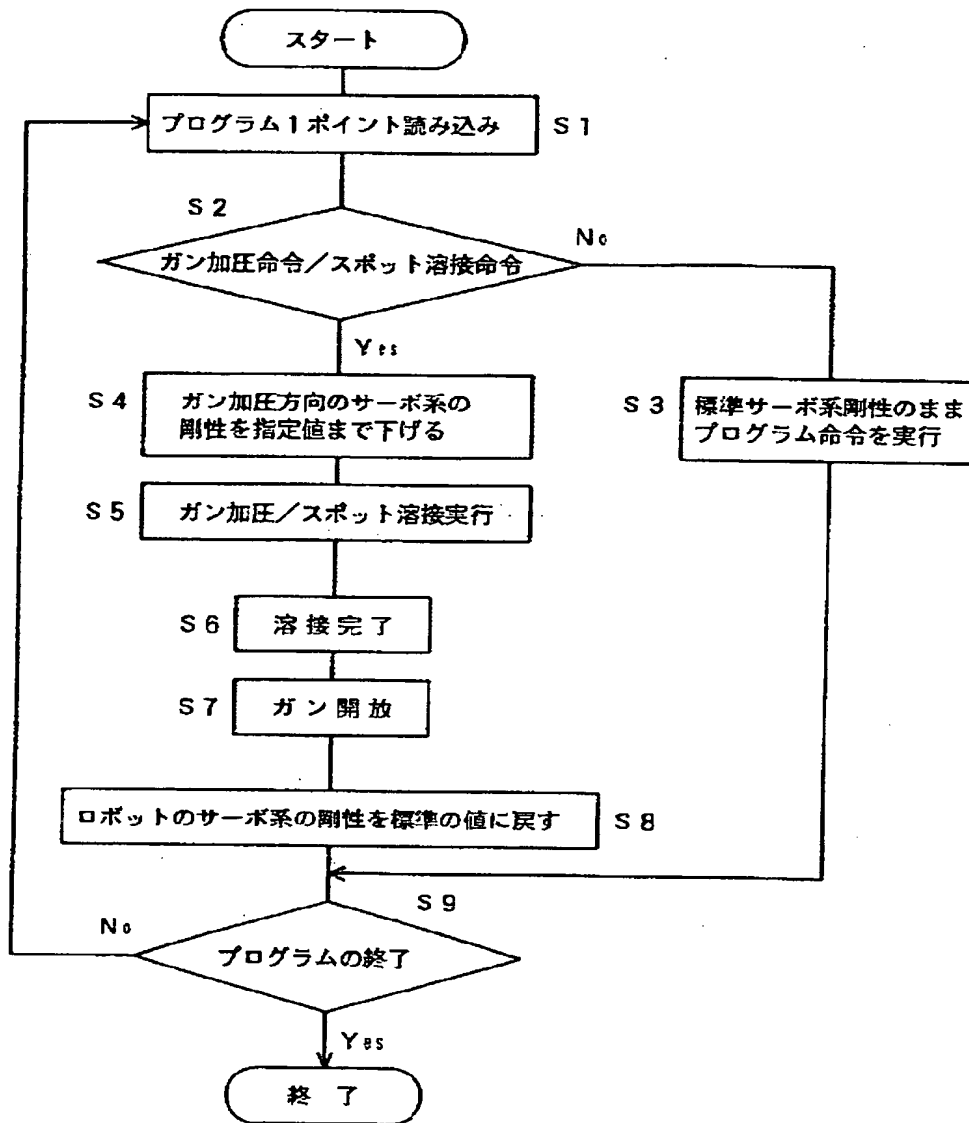 スタート
プログラム1ポイント読み込み
S1
S2
ガン加圧命令/スポット溶接命令
No
Yes
S4
ガン加圧方向のサーボ系の
剛性を指定値まで下げる
S3
標準サーボ系剛性のまま
プログラム命令を実行
S5
ガン加圧/スポット溶接実行
S6
溶接完了
S7
ガン開放
ロボットのサーボ系の剛性を標準の値に戻す
S8
S9
No
プログラムの終了
Yes
終了